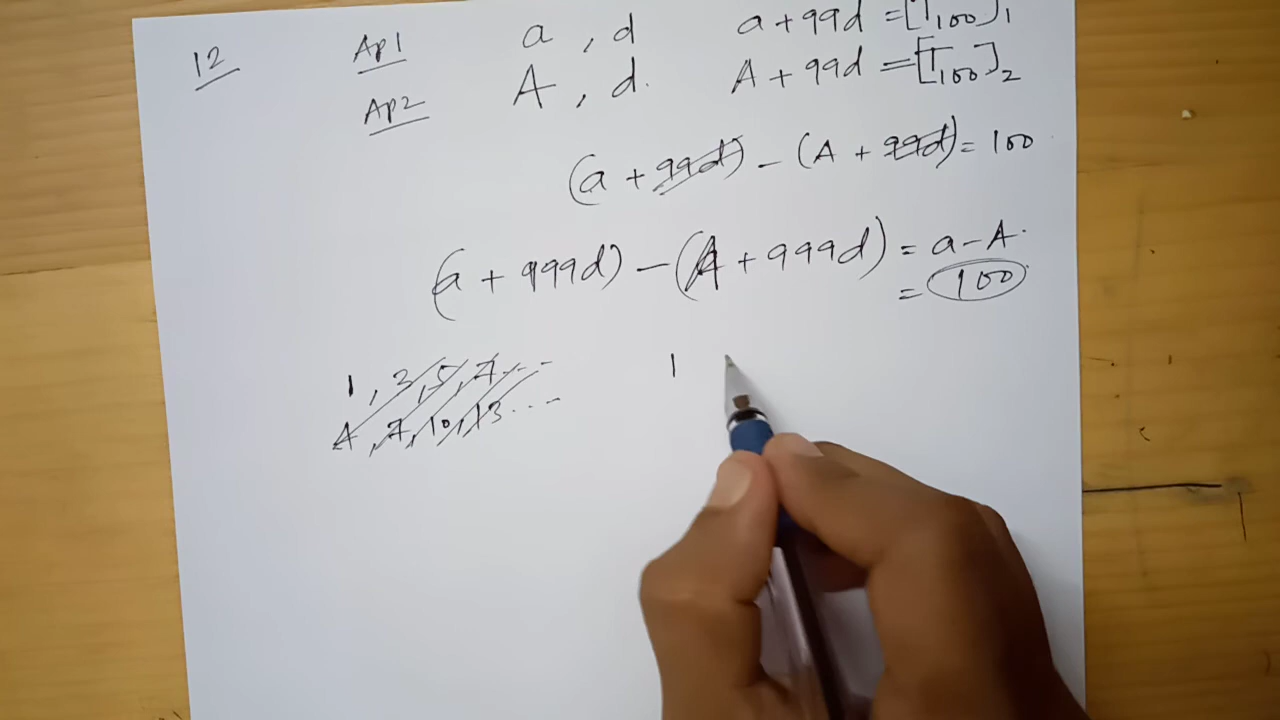 12 Ap1 a , d a + 99d = [T100]1
Ap2 A , d. A + 99d = [T100]2
(a + 99d) - (A + 99d) = 100
(a + 999d) - (A + 999d) = a - A.
= 100
1 , 3 , 5 , 7 ... 1
4 , 7 , 10 , 13 ...